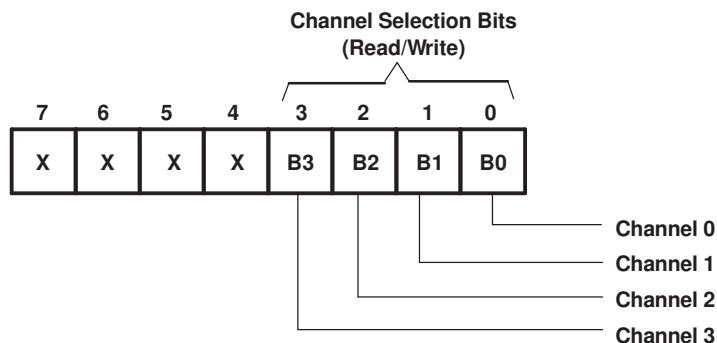 Channel Selection Bits
(Read/Write)
7 6 5 4 3 2 1 0
X X X X B3 B2 B1 B0
Channel 0
Channel 1
Channel 2
Channel 3